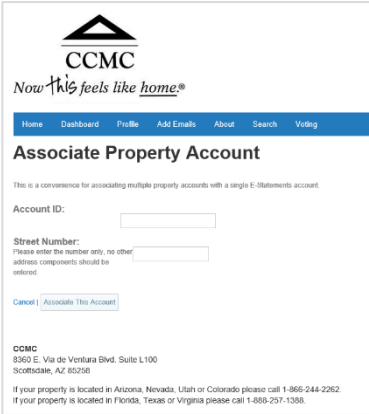 CCMC
Now this feels like home.®
Home Dashboard Profile Add Emails About Search Voting
Associate Property Account
This is a convenience for associating multiple property accounts with a single E-Statements account.
Account ID:
Street Number:
Please enter the number only, no other
address components should be
entered.
Cancel | Associate This Account
CCMC
8360 E. Via de Ventura Blvd. Suite L100
Scottsdale, AZ 85258
If your property is located in Arizona, Nevada, Utah or Colorado please call 1-866-244-2262.
If your property is located in Florida, Texas or Virginia please call 1-888-257-1388.